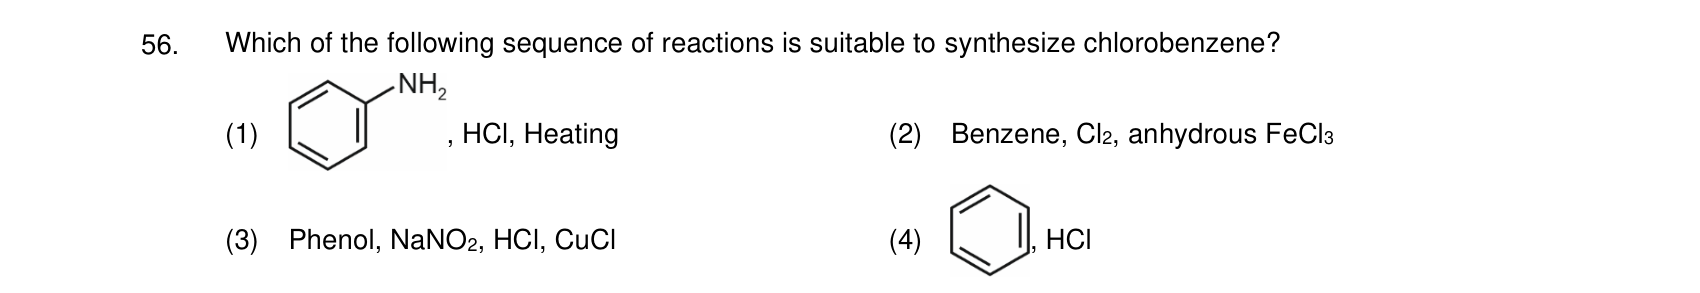 56. Which of the following sequence of reactions is suitable to synthesize chlorobenzene?
NH2
(1) , HCl, Heating
(2) Benzene, Cl2, anhydrous FeCl3
(3) Phenol, NaNO2, HCl, CuCl
(4) , HCl